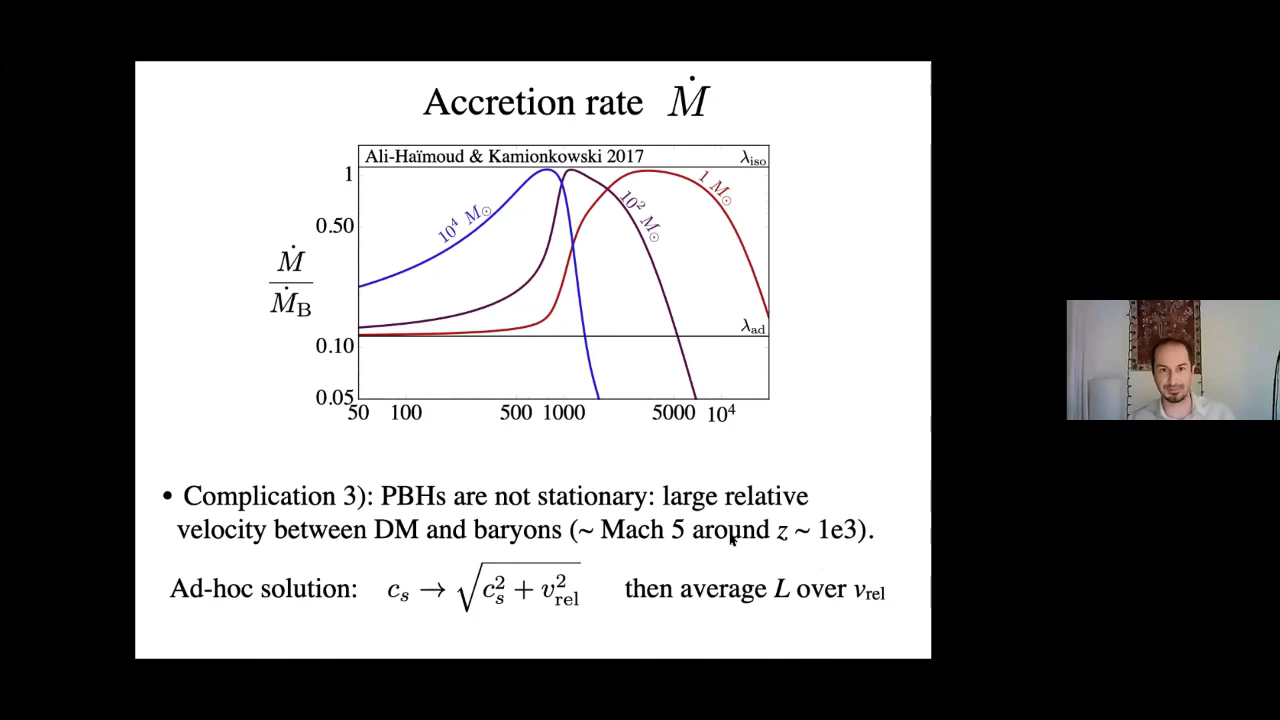 Accretion rate Ṁ
Ali-Haïmoud & Kamionkowski 2017
λiso
1
0.50
0.10
0.05
Ṁ
ṀB
10⁴ M☉
10² M☉
1 M☉
λad
50 100 500 1000 5000 10⁴
• Complication 3): PBHs are not stationary: large relative
velocity between DM and baryons (~ Mach 5 around z ~ 1e3).
Ad-hoc solution: cₛ → √(cₛ² + v²rel) then average L over vrel